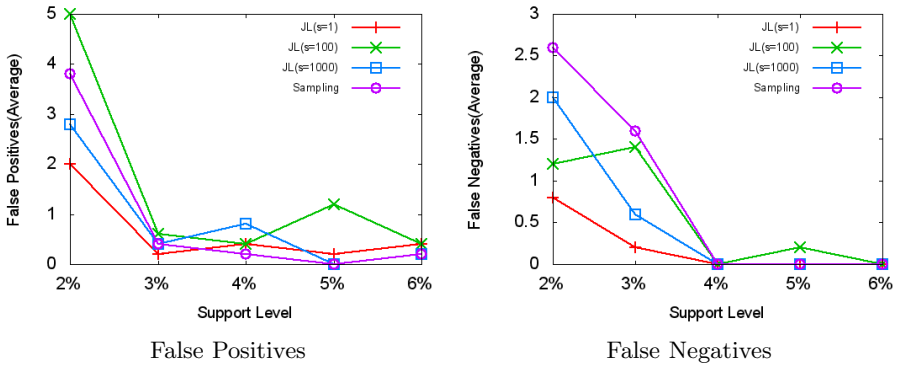 False Positives(Average)
5
4
3
2
1
0
JL(s=1)
JL(s=100)
JL(s=1000)
Sampling
2% 3% 4% 5% 6%
Support Level
False Positives
False Negatives(Average)
3
2.5
2
1.5
1
0.5
0
JL(s=1)
JL(s=100)
JL(s=1000)
Sampling
2% 3% 4% 5% 6%
Support Level
False Negatives